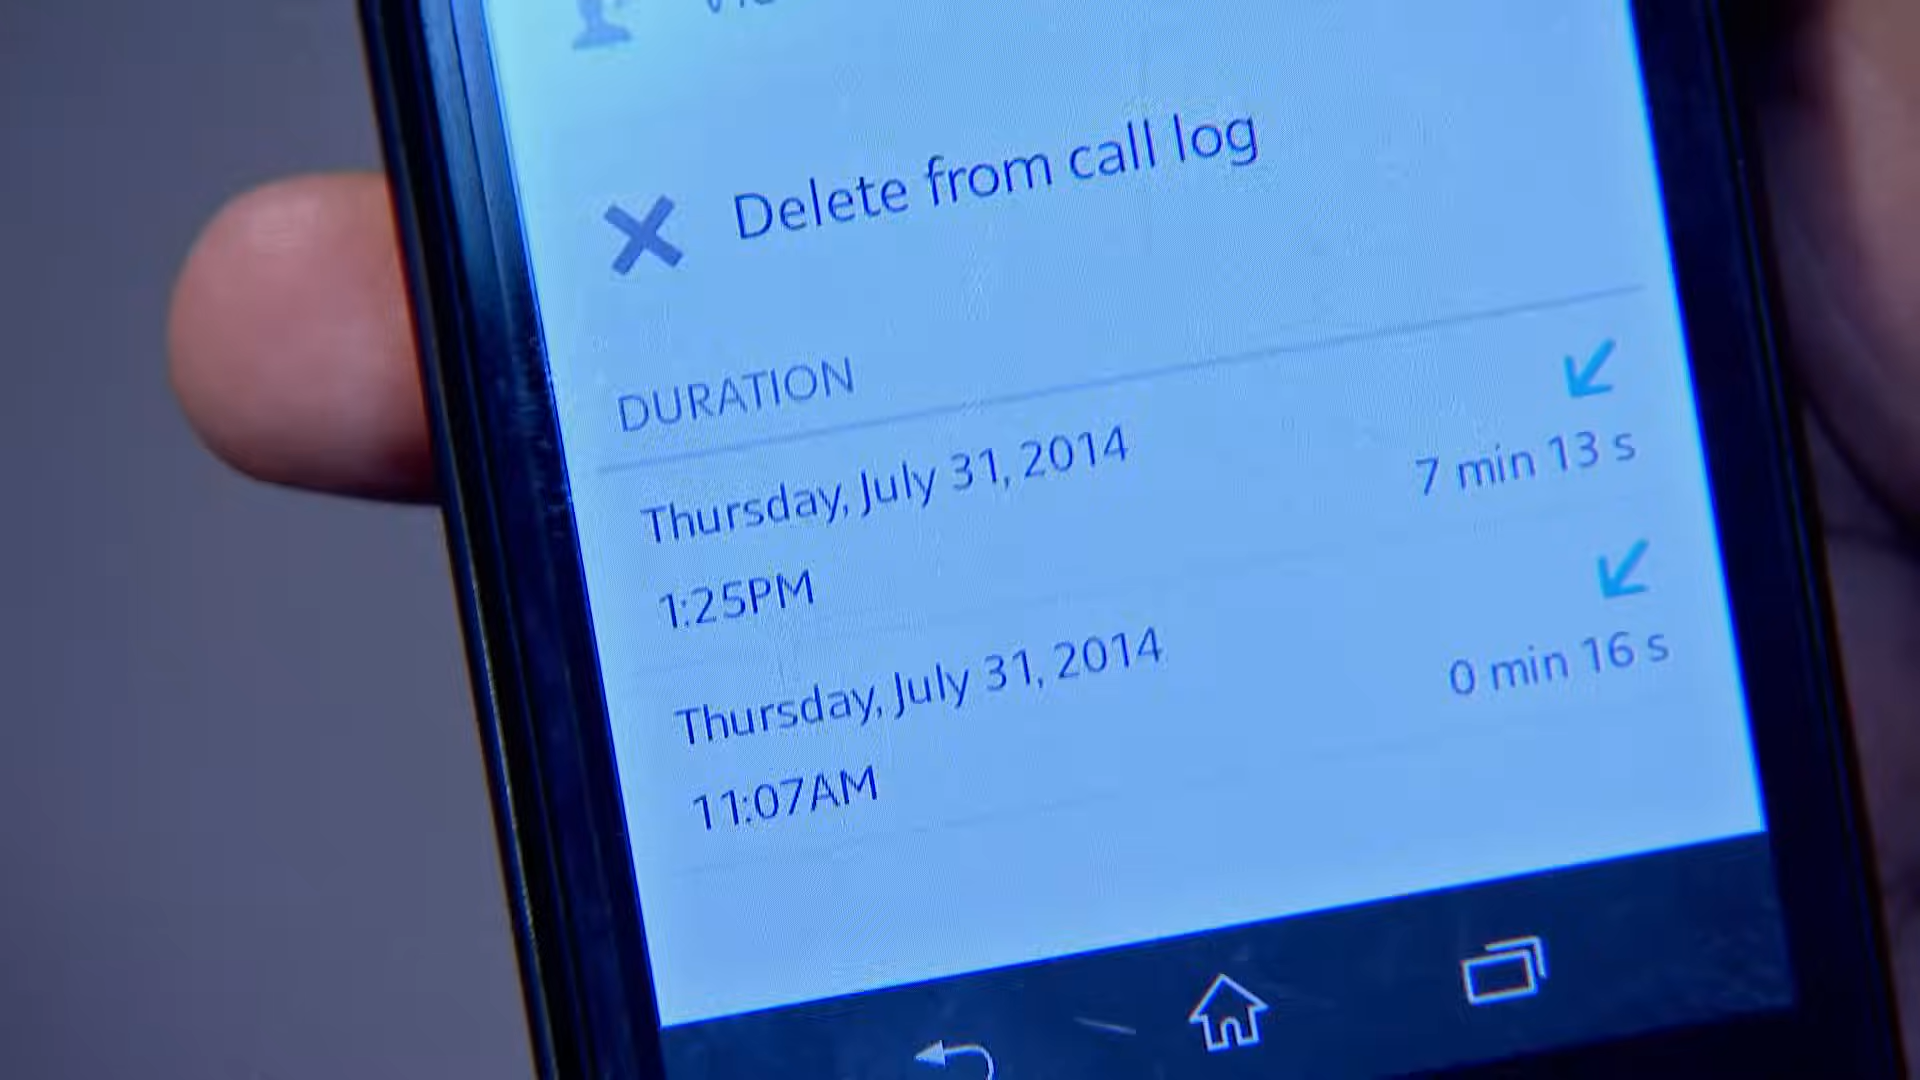 Delete from call log
DURATION
Thursday, July 31, 2014
7 min 13 s
1:25PM
Thursday, July 31, 2014
0 min 16 s
11:07AM